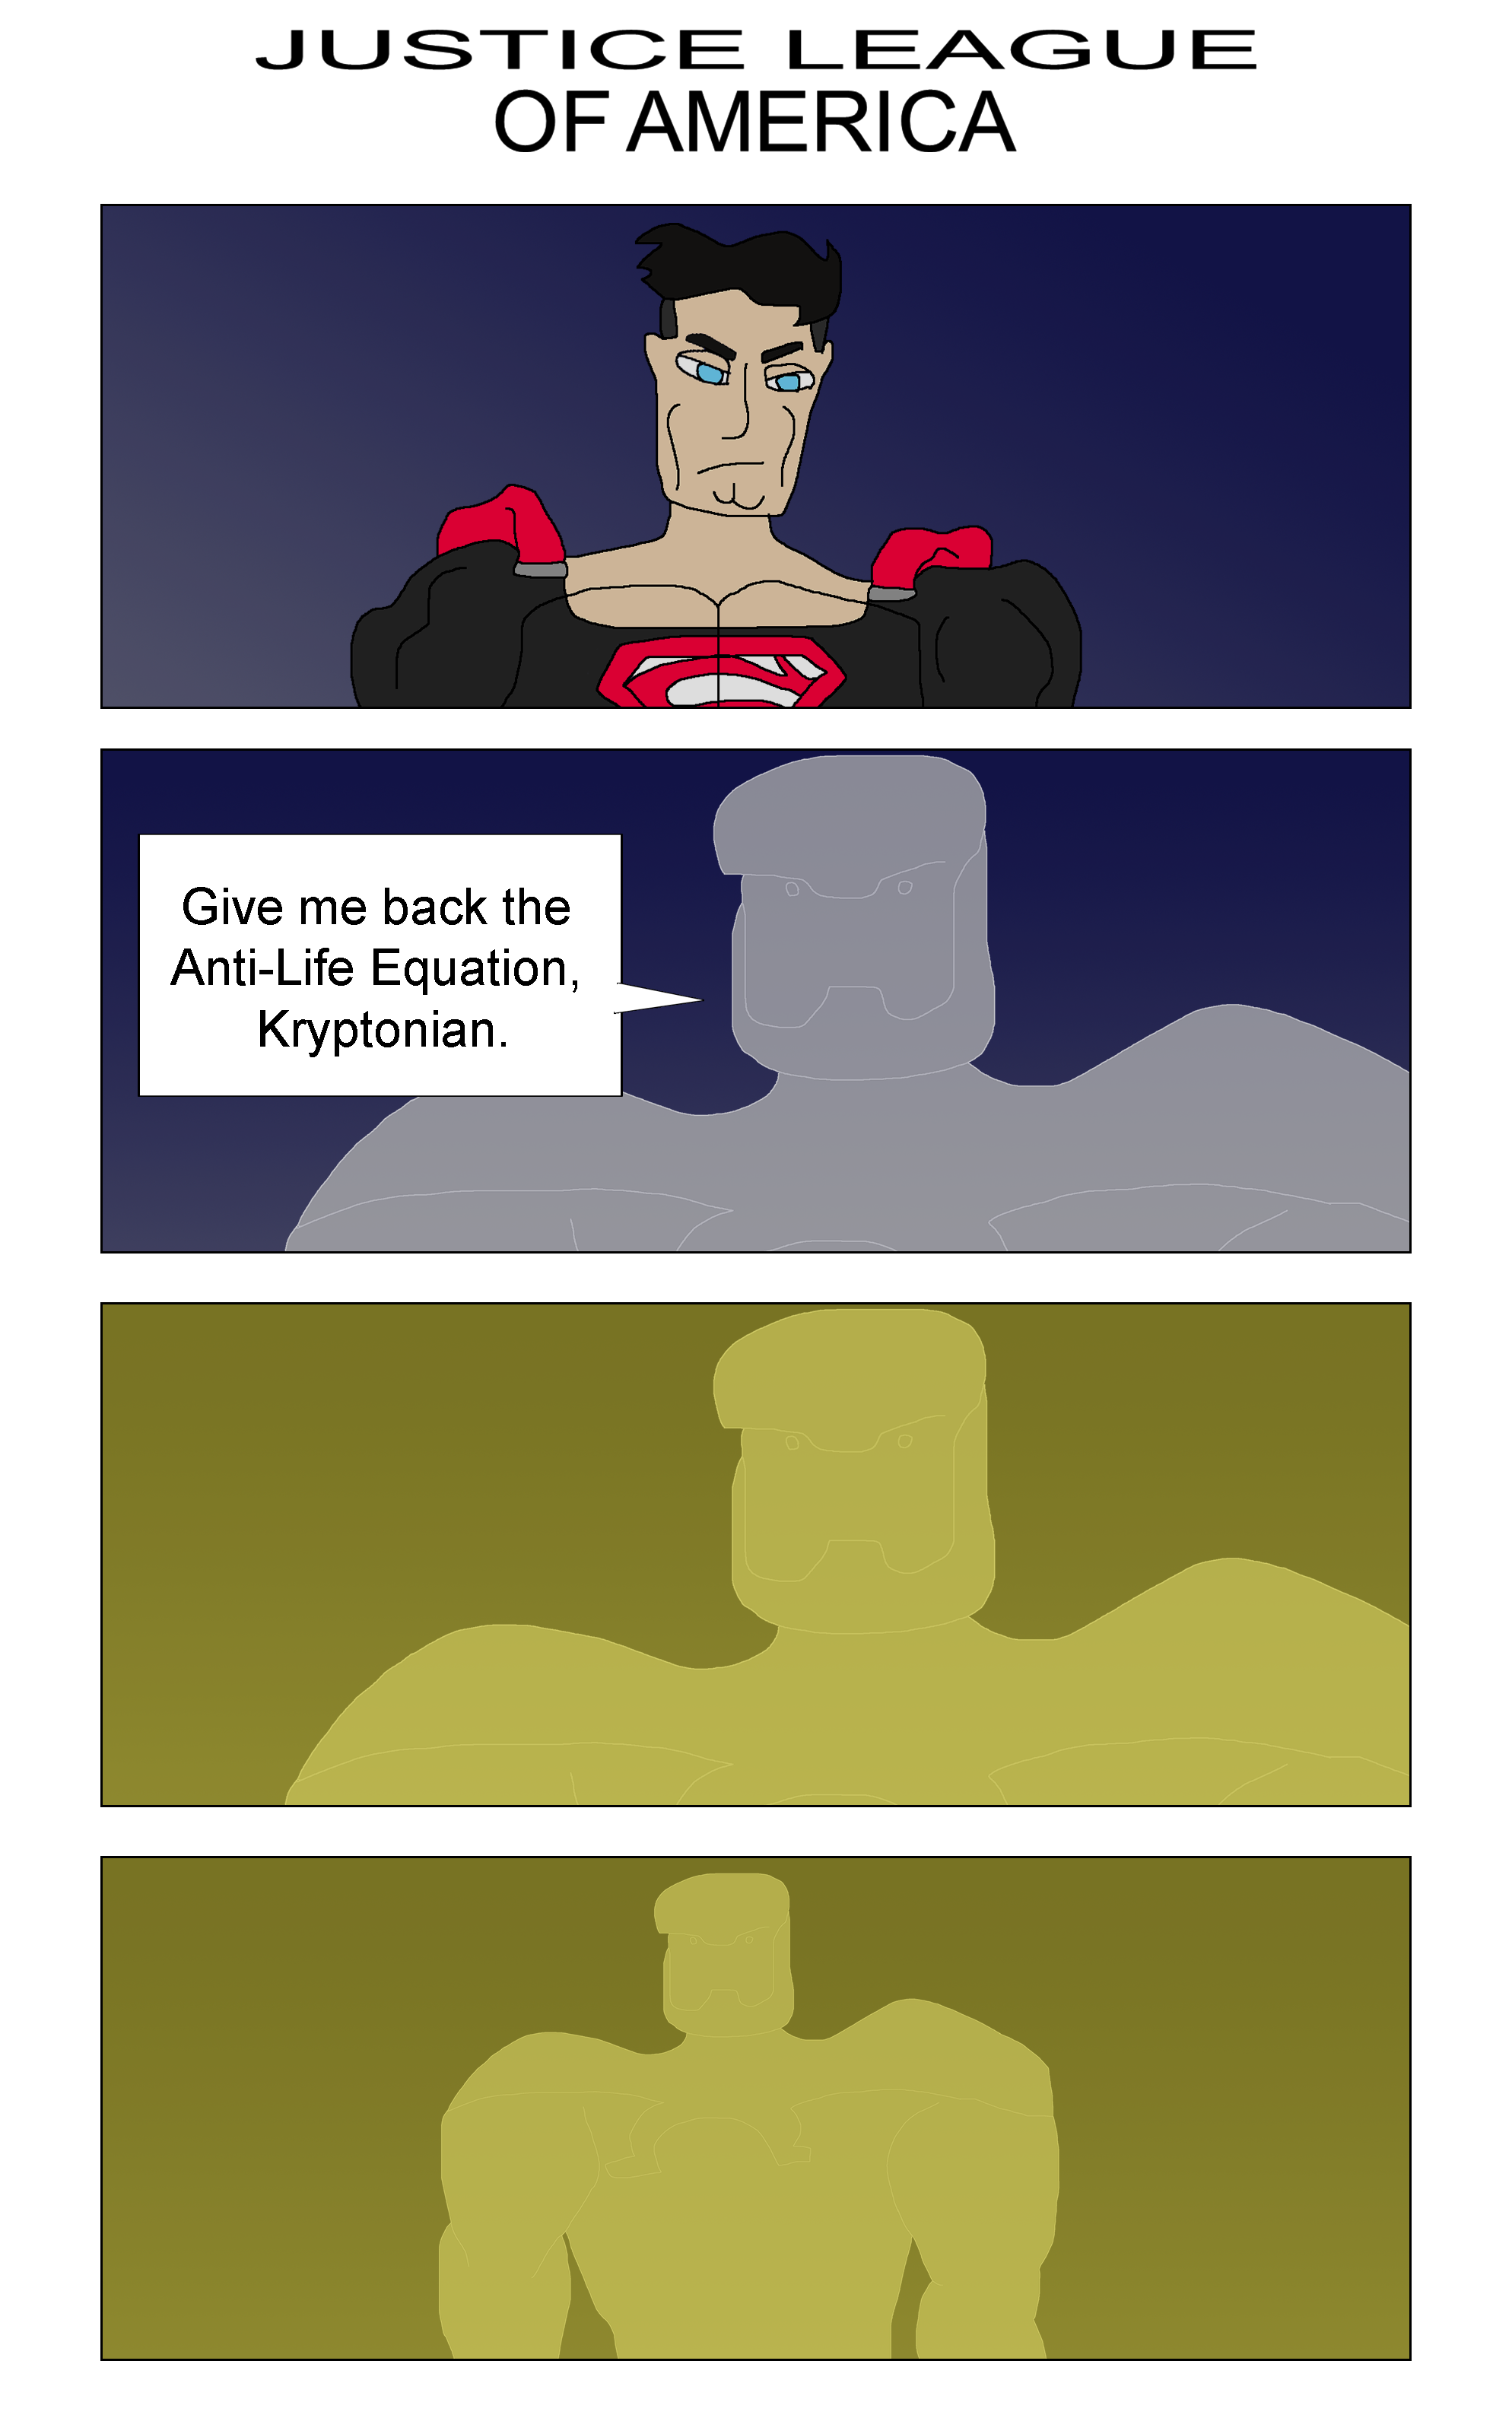 JUSTICE LEAGUE
OF AMERICA
Give me back the
Anti-Life Equation,
Kryptonian.